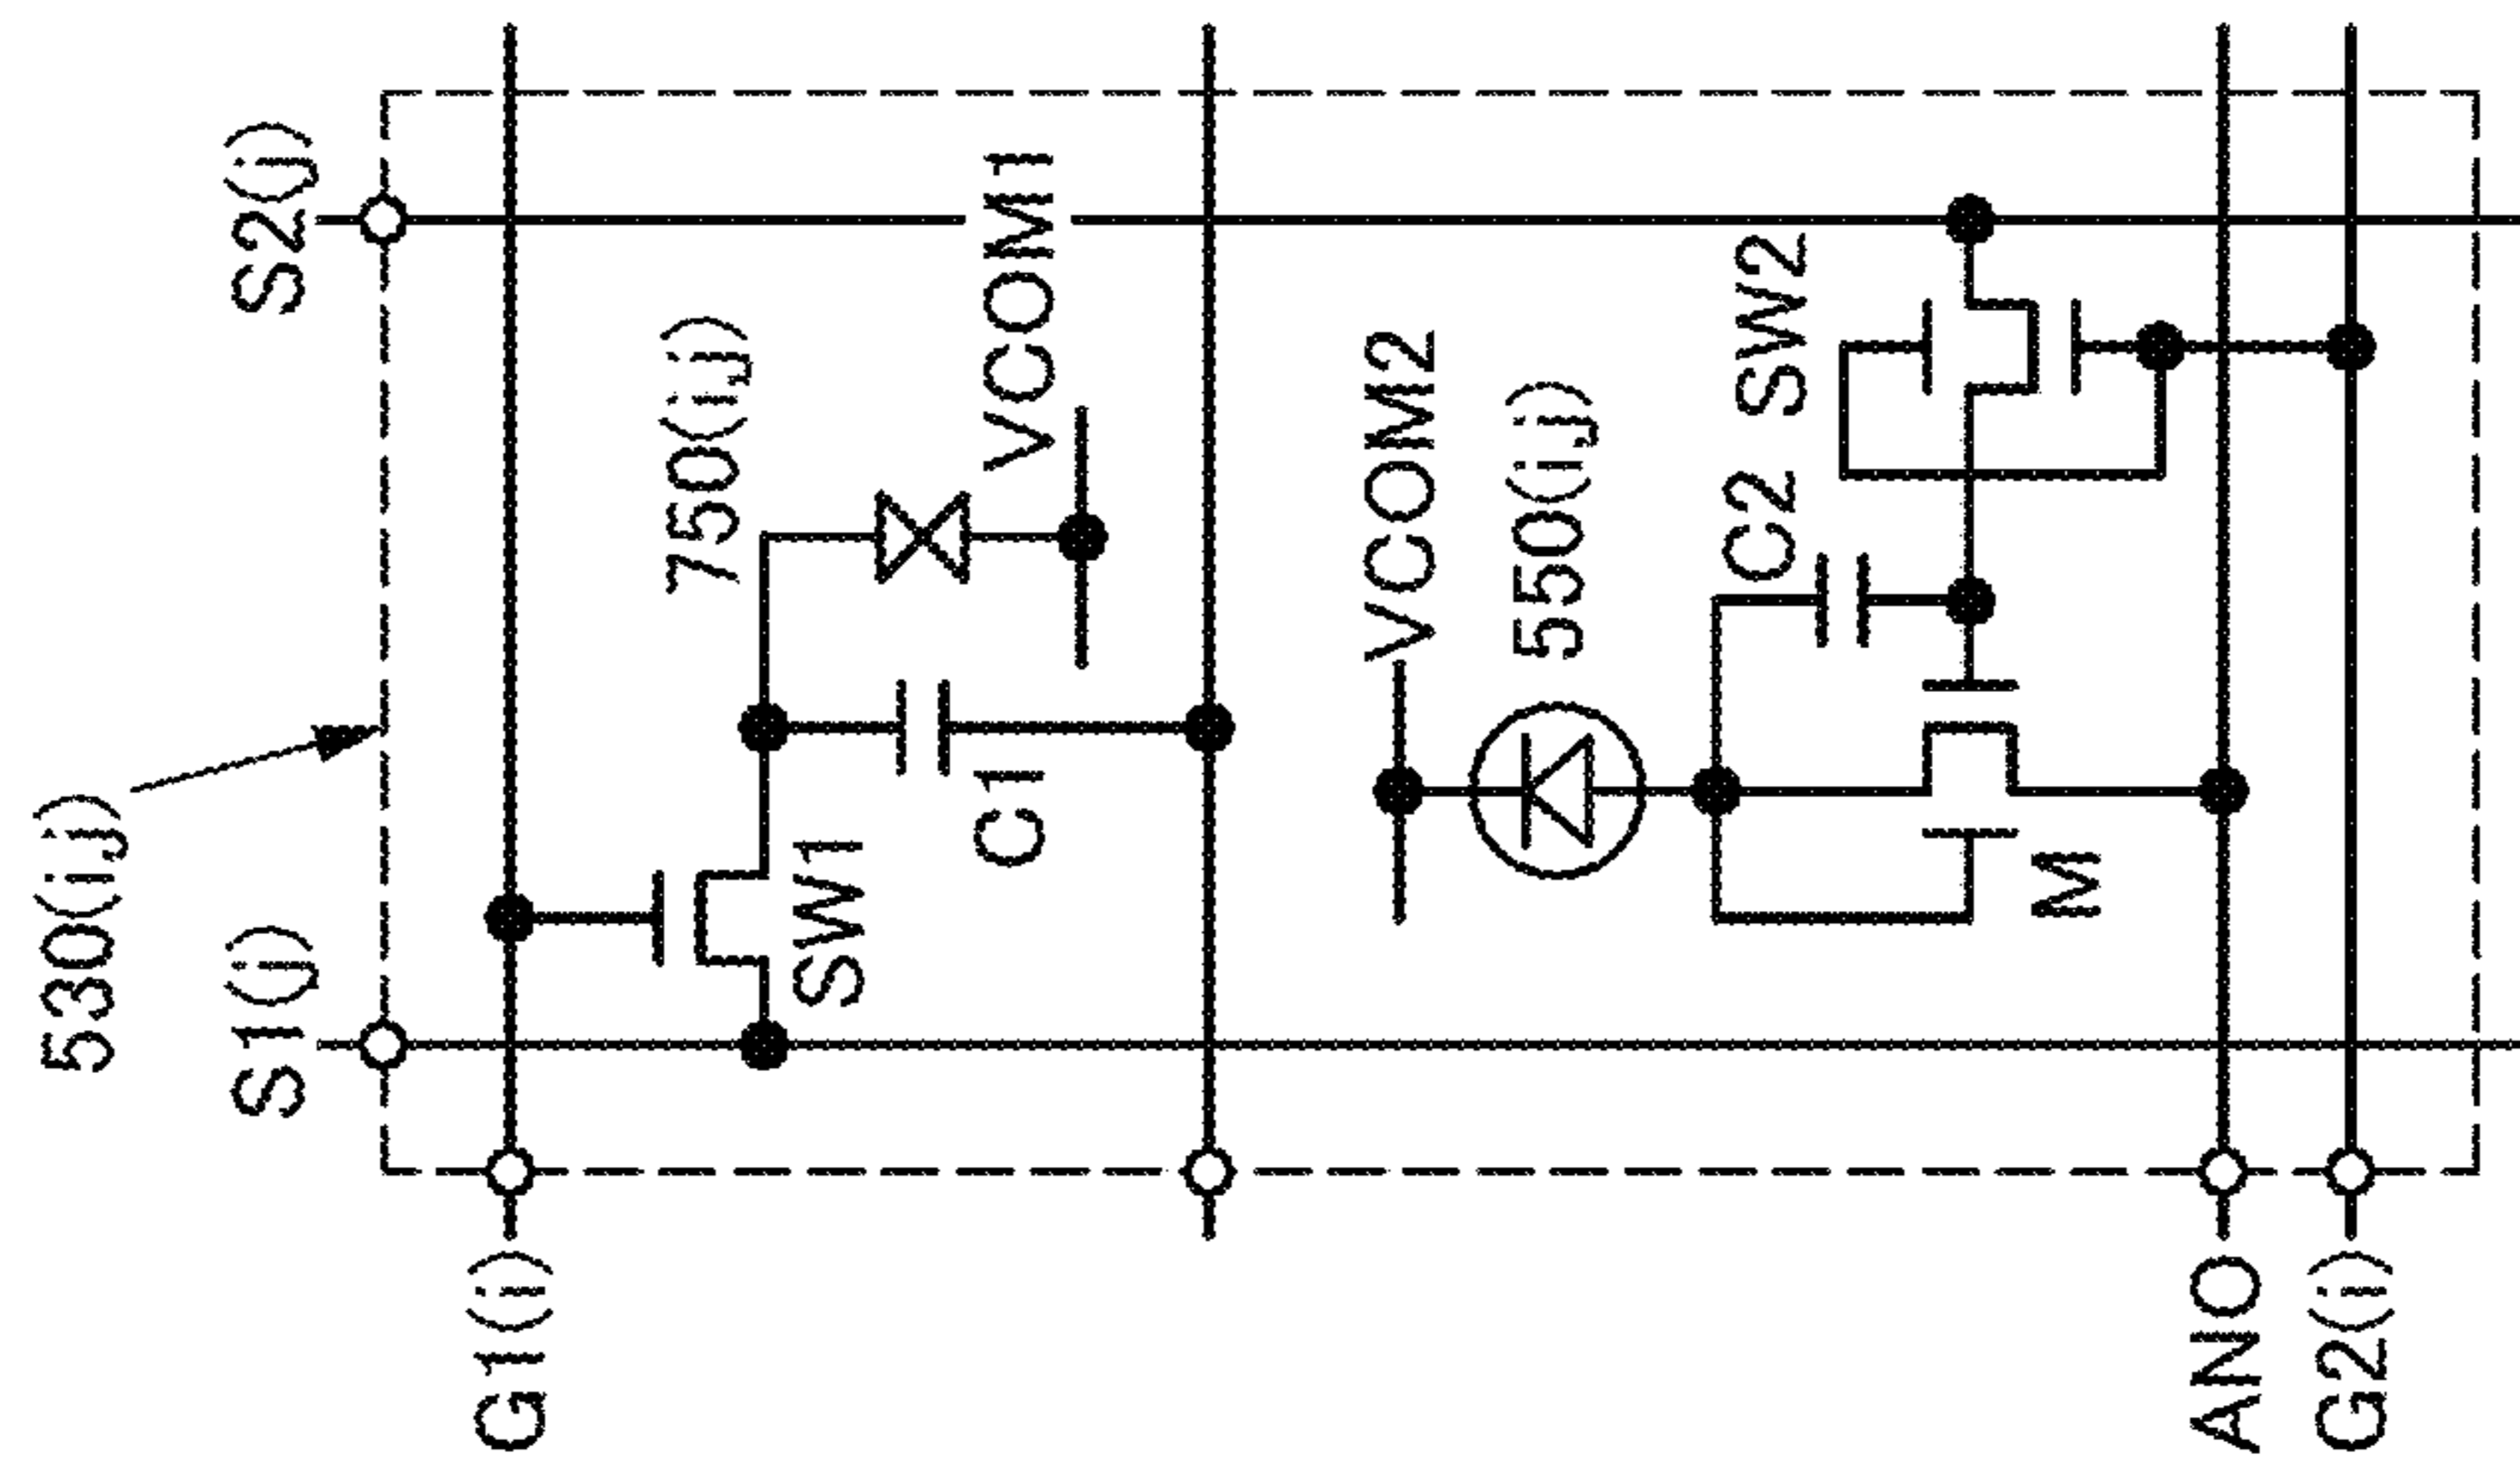 530(i,j)
S1(j)
S2(j)
G1(i)
SW1
C1
750(i,j)
VCOM1
VCOM2
550(i,j)
C2
SW2
M
ANO
G2(i)